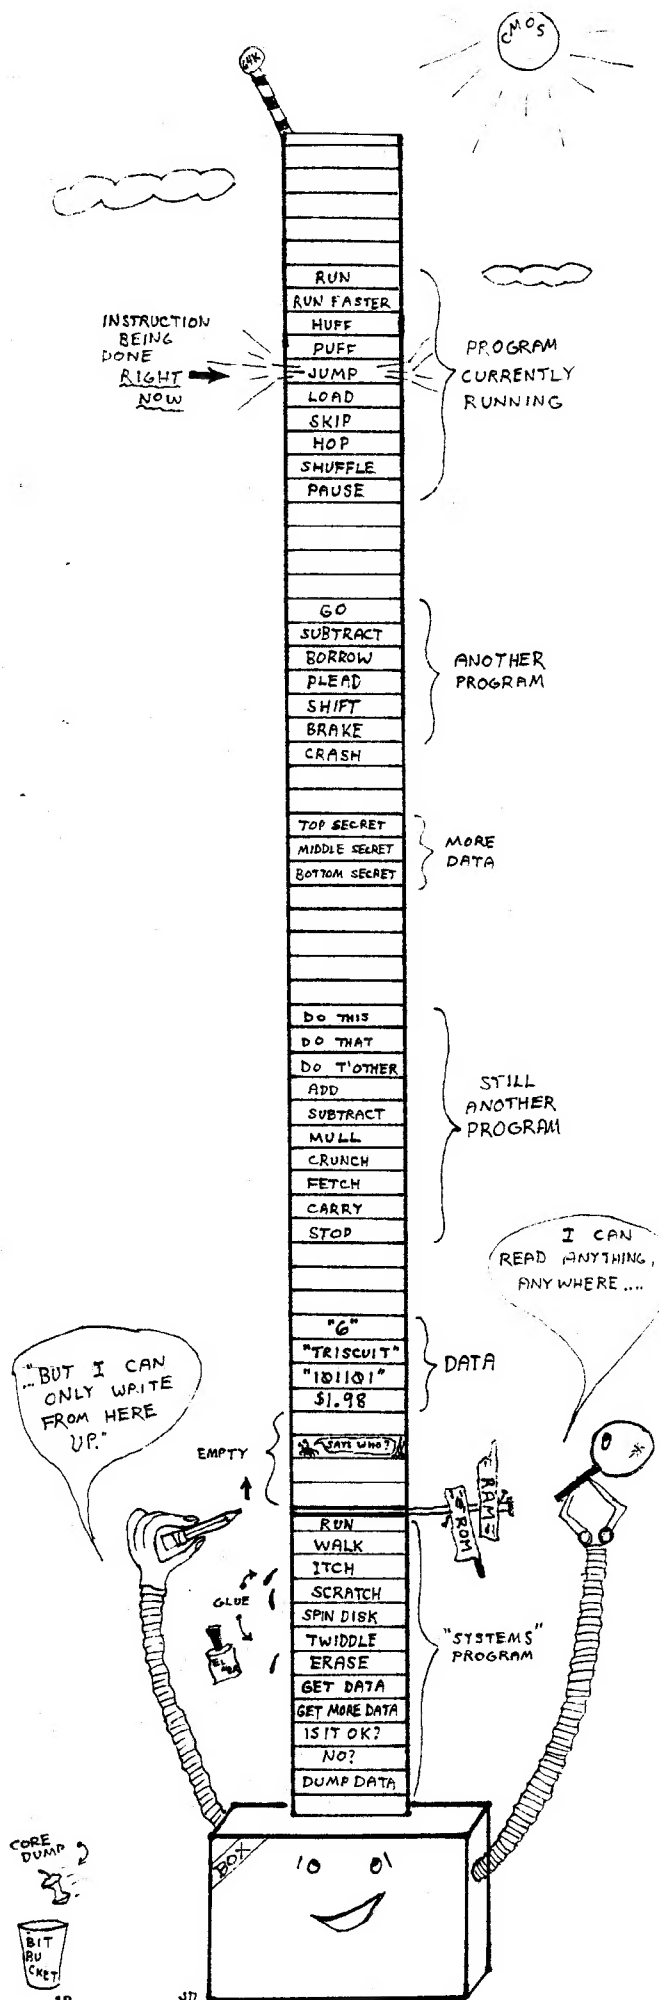 CMOS
64K
RUN
RUN FASTER
HUFF
PUFF
JUMP
LOAD
SKIP
HOP
SHUFFLE
PAUSE
INSTRUCTION
BEING
DONE
RIGHT
NOW
PROGRAM
CURRENTLY
RUNNING
GO
SUBTRACT
BORROW
PLEAD
SHIFT
BRAKE
CRASH
ANOTHER
PROGRAM
TOP SECRET
MIDDLE SECRET
BOTTOM SECRET
MORE
DATA
DO THIS
DO THAT
DO T'OTHER
ADD
SUBTRACT
MULL
CRUNCH
FETCH
CARRY
STOP
STILL
ANOTHER
PROGRAM
I CAN
READ ANYTHING,
ANYWHERE....
"6"
"TRISCUIT"
"101101"
$1.98
DATA
"...BUT I CAN
ONLY WRITE
FROM HERE
UP."
EMPTY
SAYS WHO?
RAM
ROM
RUN
WALK
ITCH
SCRATCH
SPIN DISK
TWIDDLE
ERASE
GET DATA
GET MORE DATA
IS IT OK?
NO?
DUMP DATA
GLUE
"SYSTEMS"
PROGRAM
BOX
10 01
CORE
DUMP
BIT
BU
CKET